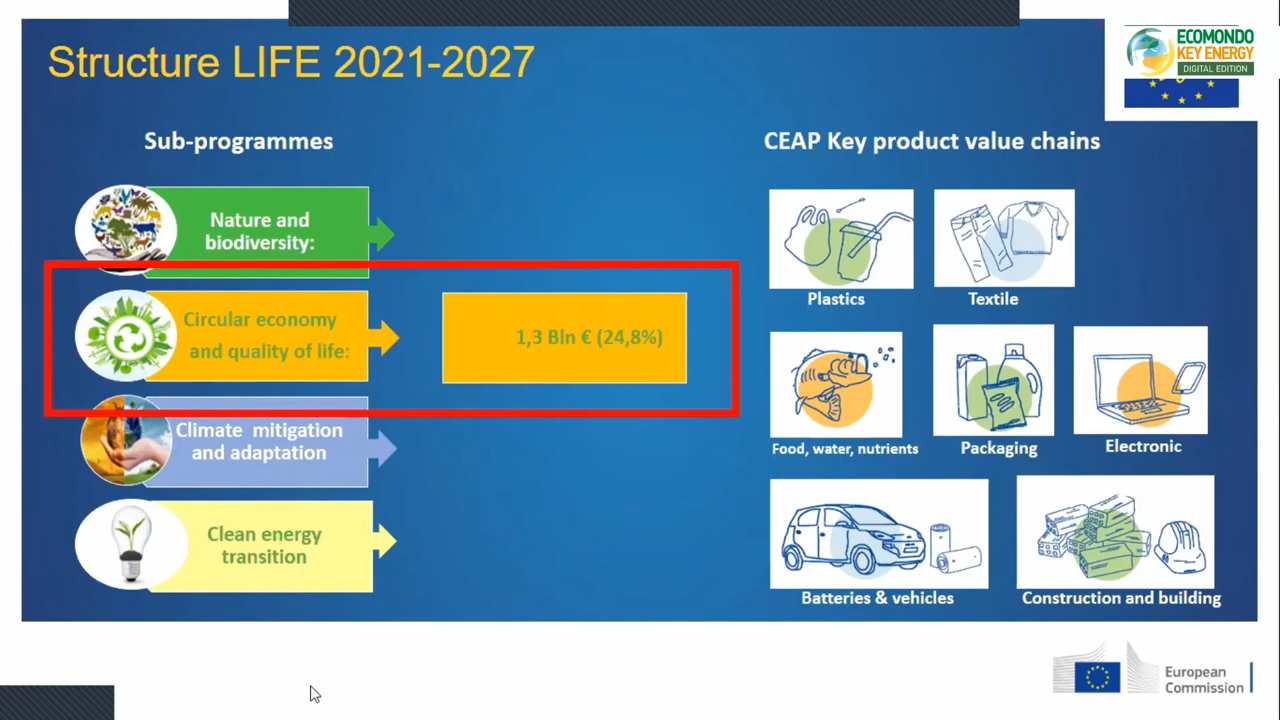 Structure LIFE 2021-2027
ECOMONDO
KEY ENERGY
DIGITAL EDITION
Sub-programmes
Nature and
biodiversity:
Circular economy
and quality of life:
1,3 Bln € (24,8%)
Climate mitigation
and adaptation
Clean energy
transition
CEAP Key product value chains
Plastics
Textile
Food, water, nutrients
Packaging
Electronic
Batteries & vehicles
Construction and building
European
Commission